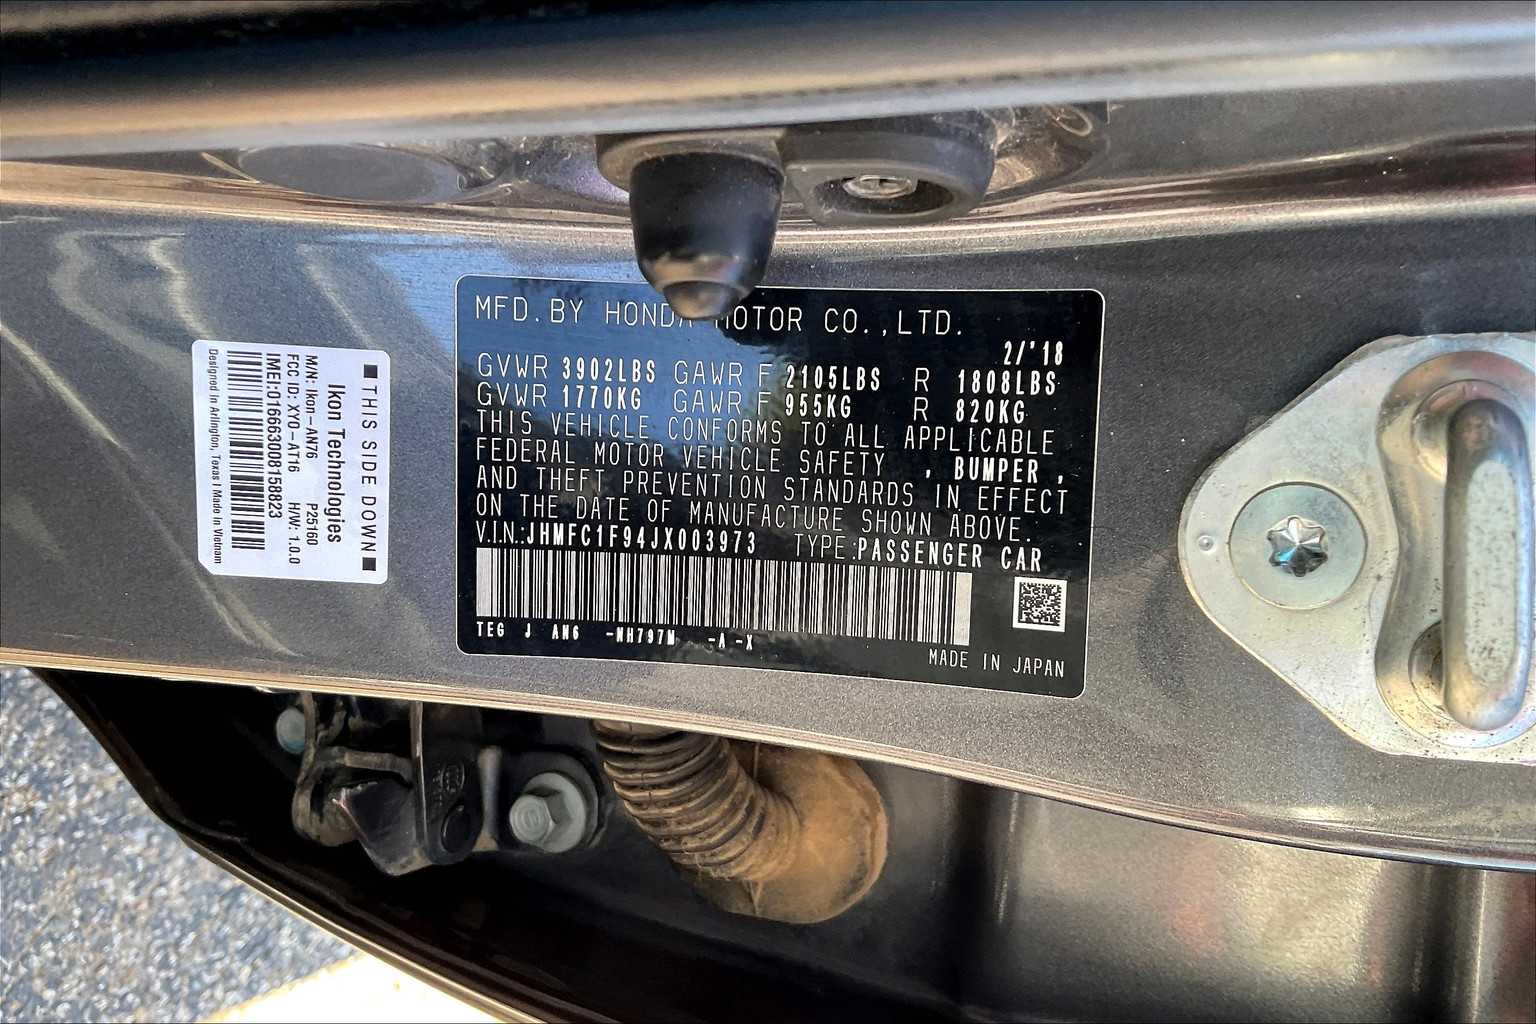 ■ THIS SIDE DOWN ■
Ikon Technologies
M/N: Ikon-AN76 P25160
FCC ID: XY0-AT16 H/W: 1.0.0
IMEI:016663008158823
Designed in Arlington, Texas | Made in Vietnam
MFD. BY HONDA MOTOR CO.,LTD.
2/'18
GVWR 3902LBS GAWR F 2105LBS R 1808LBS
GVWR 1770KG GAWR F 955KG R 820KG
THIS VEHICLE CONFORMS TO ALL APPLICABLE
FEDERAL MOTOR VEHICLE SAFETY , BUMPER ,
AND THEFT PREVENTION STANDARDS IN EFFECT
ON THE DATE OF MANUFACTURE SHOWN ABOVE.
V.I.N:JHMFC1F94JX003973 TYPE:PASSENGER CAR
TEG J AN6 -NH797M -A -X
MADE IN JAPAN